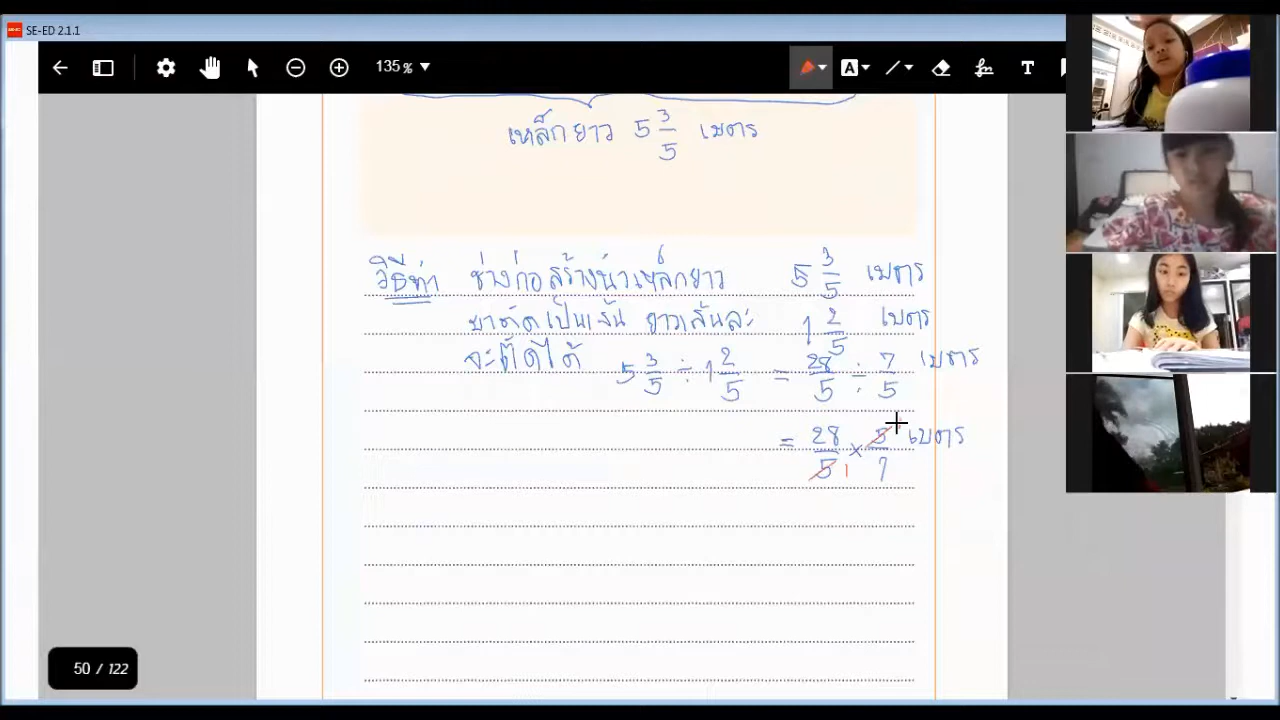 SE-ED 2.1.1
135 %
A T
เหล็กยาว 5 3/5 เมตร
วิธีทำ ช่างก่อสร้างนำเหล็กยาว 5 3/5 เมตร
มาตัดเป็นเส้น ยาวเส้นละ 1 2/5 เมตร
จะตัดได้ 5 3/5 ÷ 1 2/5 = 28/5 ÷ 7/5 เมตร
= 28/5 × 5/7 เมตร
1
50 / 122